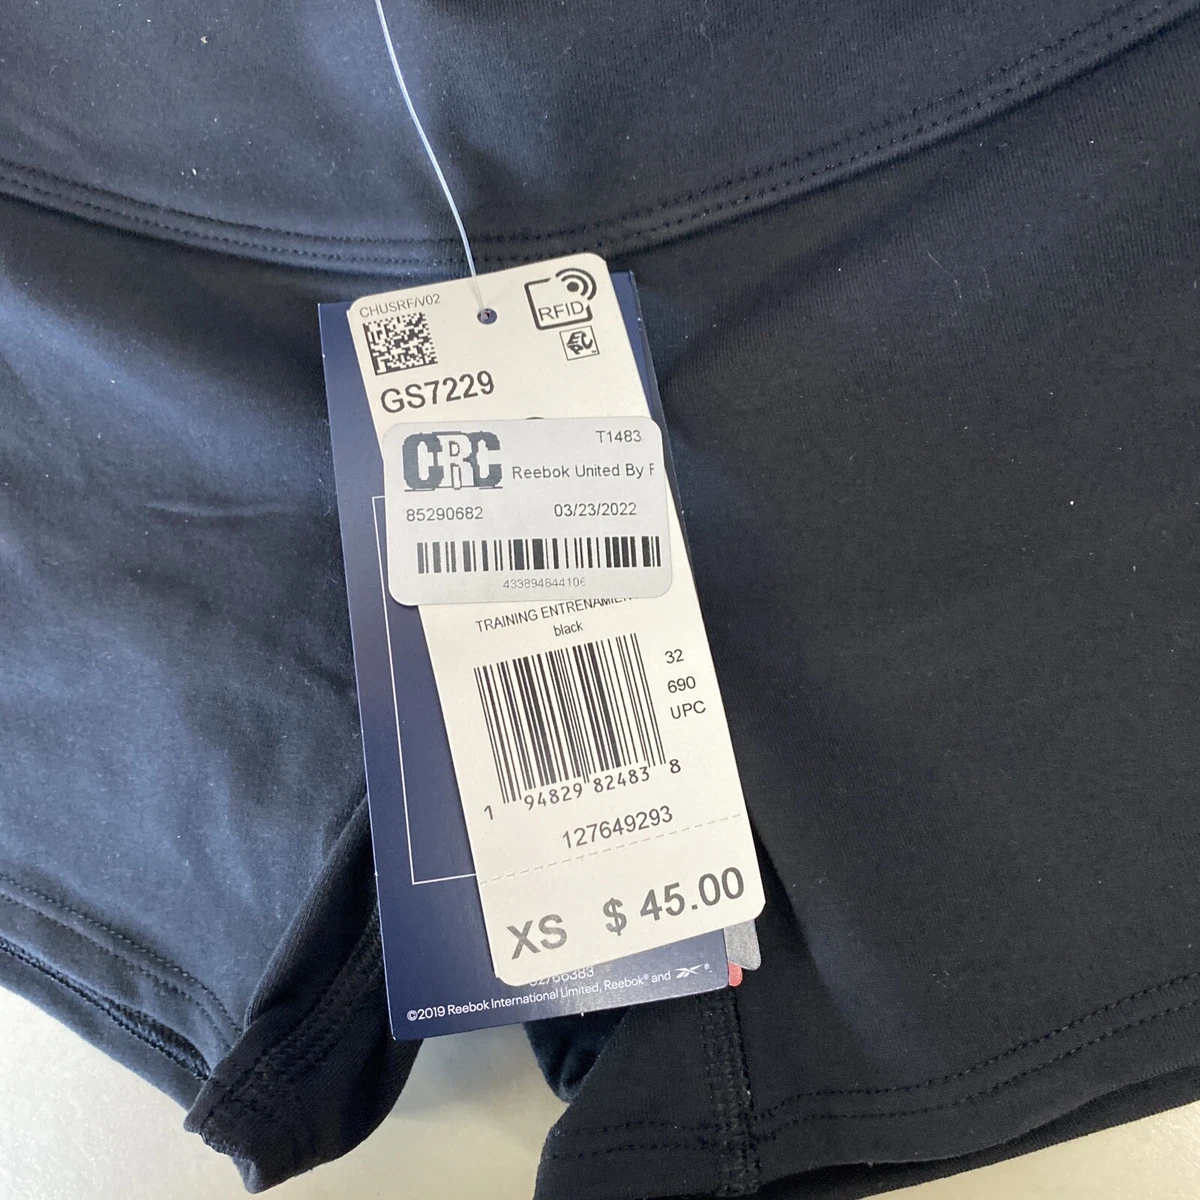 CHUSRF/V02
RFID
EPC
GS7229
CRC
T1483
Reebok United By F
85290682 03/23/2022
433894844106
TRAINING ENTRENAMIEN
black
32
690
UPC
1 94829 82483 8
127649293
XS $ 45.00
©2019 Reebok International Limited, Reebok® and ®.